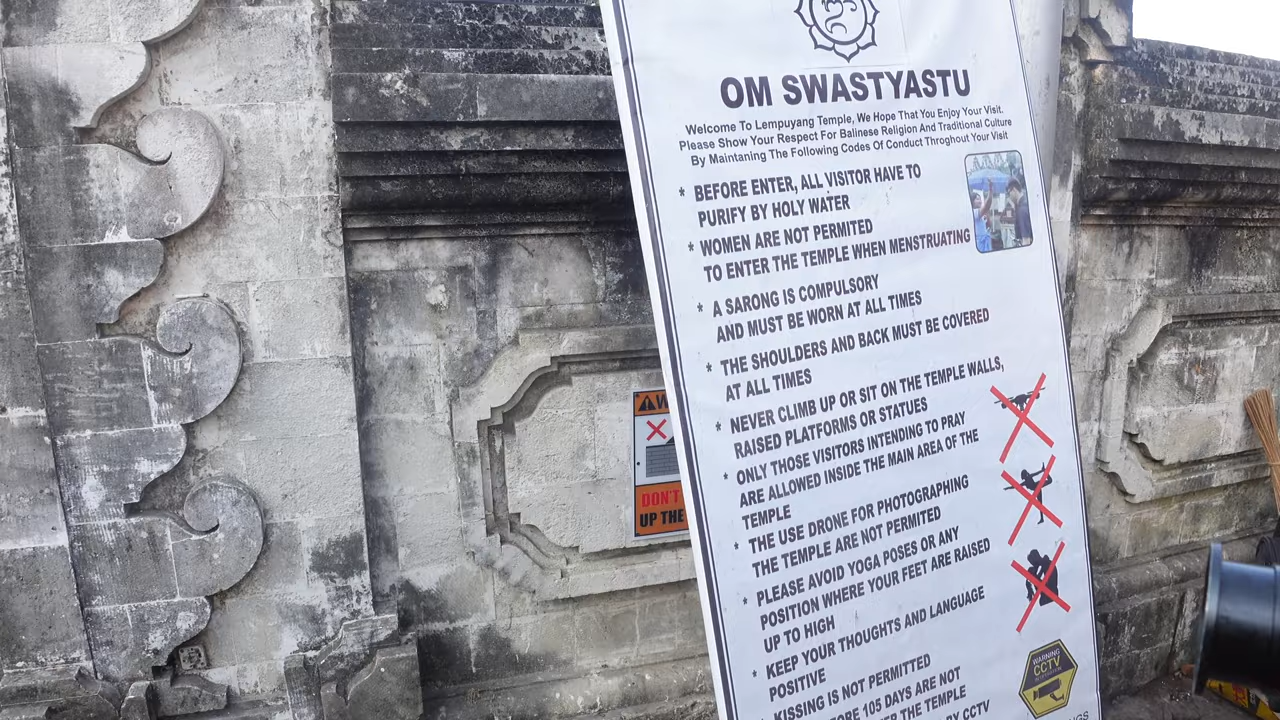 OM SWASTYASTU
Welcome To Lempuyang Temple, We Hope That You Enjoy Your Visit.
Please Show Your Respect For Balinese Religion And Traditional Culture
By Maintaning The Following Codes Of Conduct Throghout Your Visit
* BEFORE ENTER, ALL VISITOR HAVE TO
PURIFY BY HOLY WATER
* WOMEN ARE NOT PERMITED
TO ENTER THE TEMPLE WHEN MENSTRUATING
* A SARONG IS COMPULSORY
AND MUST BE WORN AT ALL TIMES
* THE SHOULDERS AND BACK MUST BE COVERED
AT ALL TIMES
* NEVER CLIMB UP OR SIT ON THE TEMPLE WALLS,
RAISED PLATFORMS OR STATUES
* ONLY THOSE VISITORS INTENDING TO PRAY
ARE ALLOWED INSIDE THE MAIN AREA OF THE
TEMPLE
* THE USE DRONE FOR PHOTOGRAPHING
THE TEMPLE ARE NOT PERMITED
* PLEASE AVOID YOGA POSES OR ANY
POSITION WHERE YOUR FEET ARE RAISED
UP TO HIGH
* KEEP YOUR THOUGHTS AND LANGUAGE
POSITIVE
KISSING IS NOT PERMITTED
105 DAYS ARE NOT
THE TEMPLE
BY CCTV
WARNING
CCTV
DON'T
UP THE